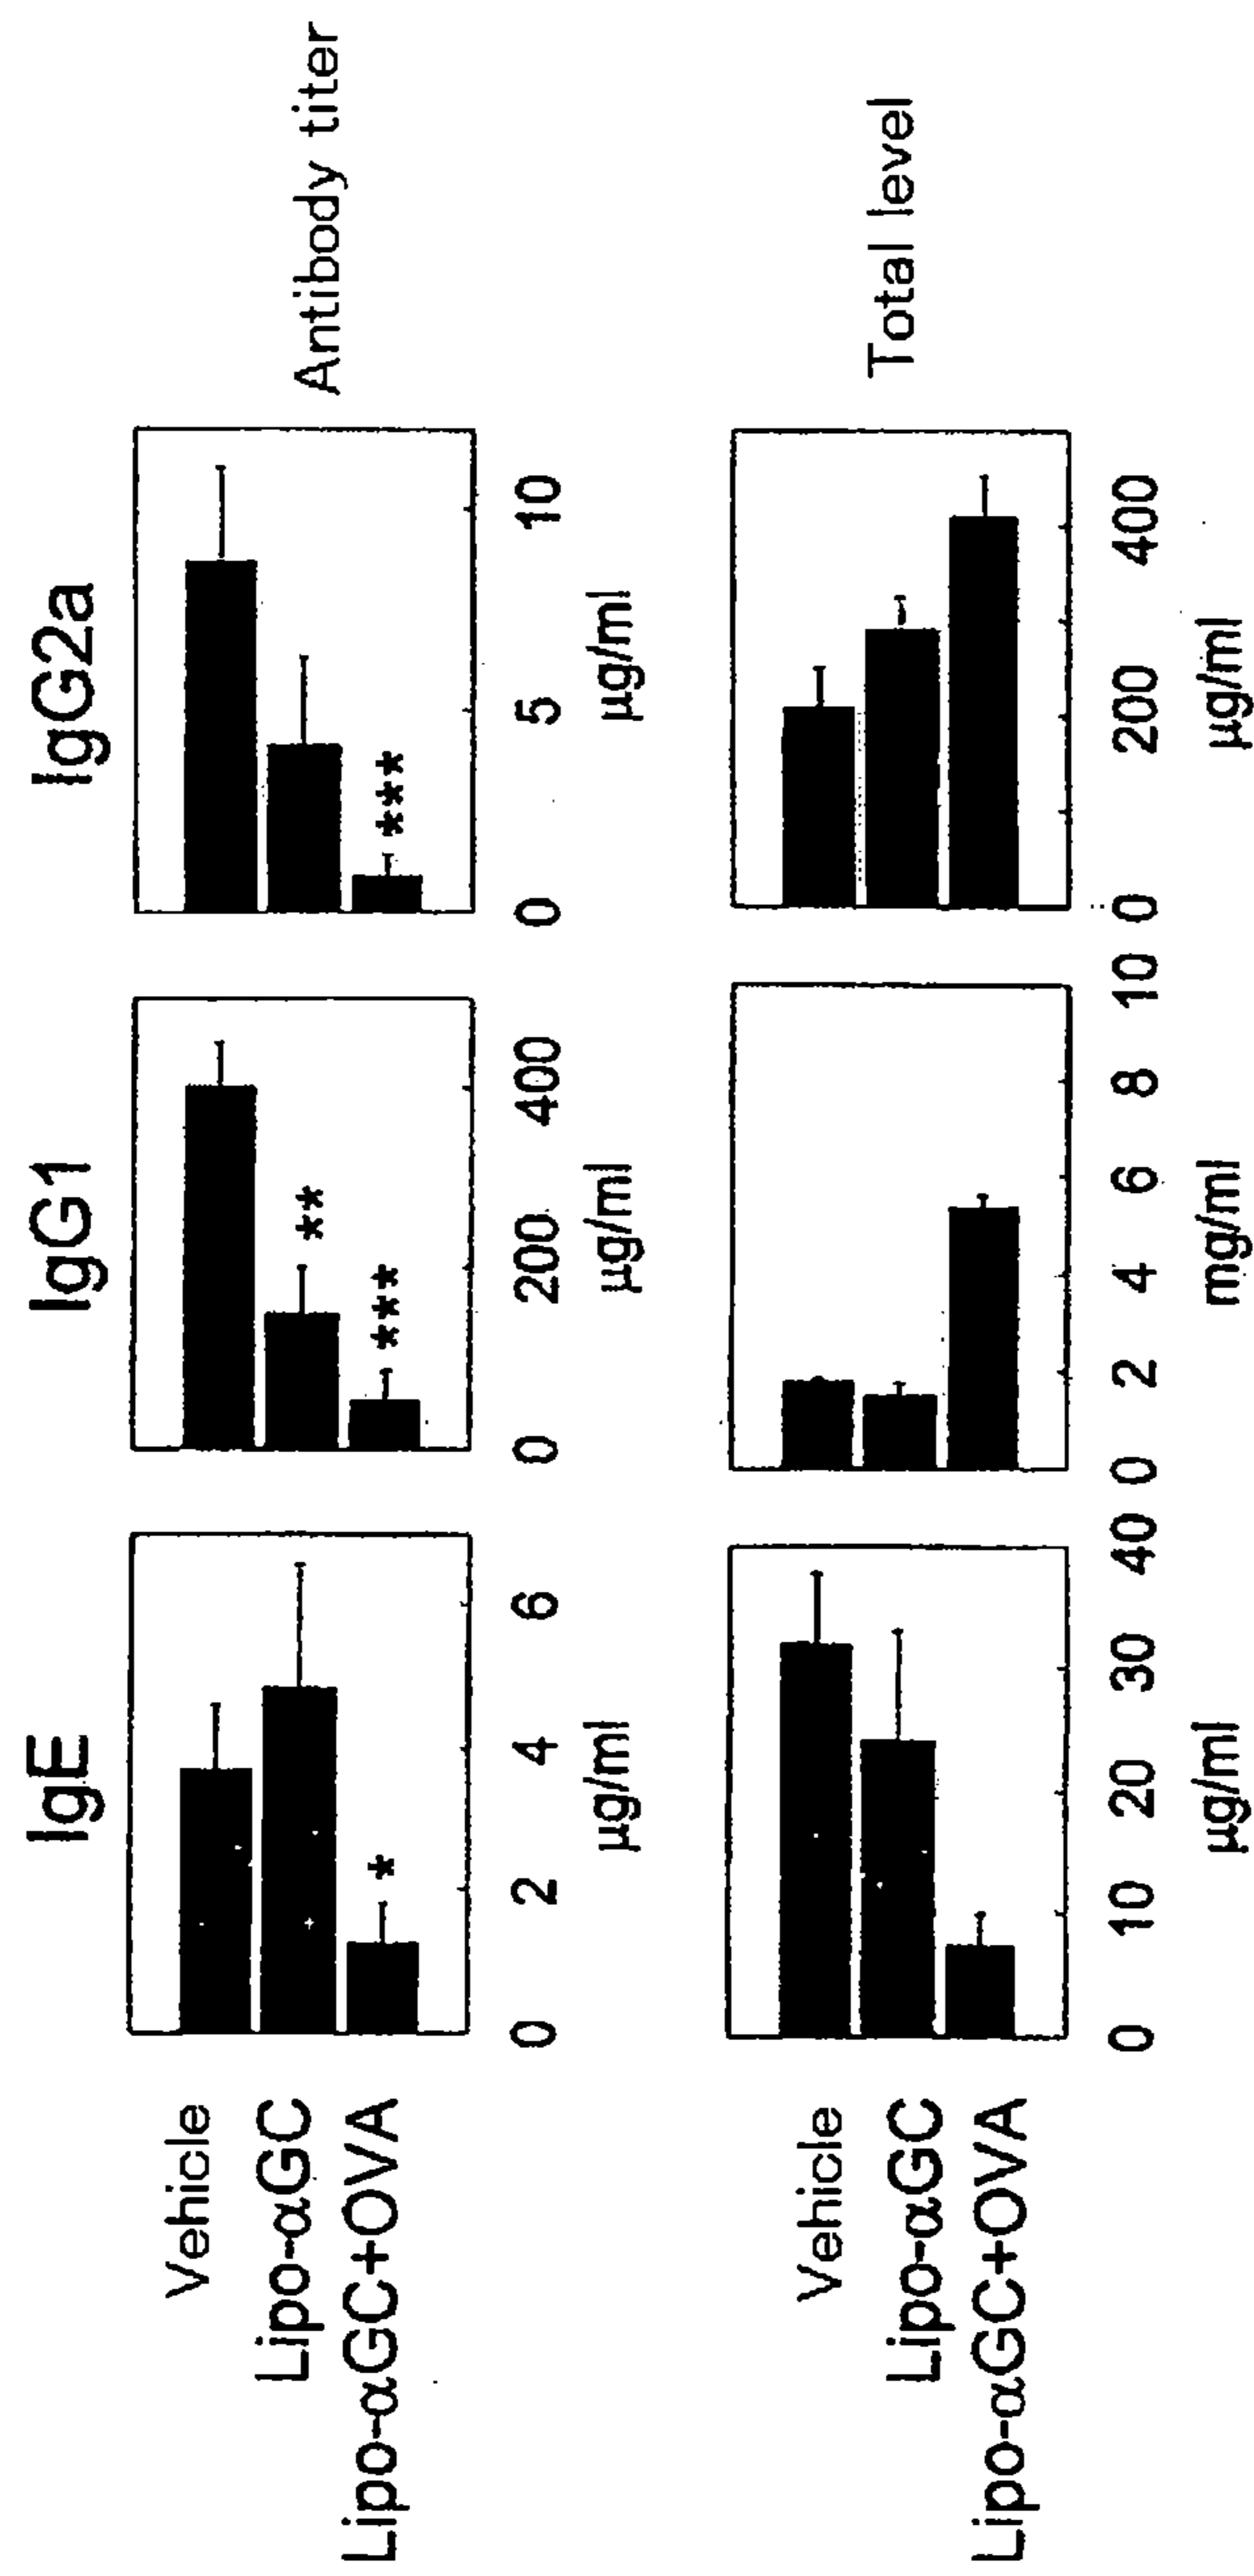 IgE
IgG1
IgG2a
Vehicle
Lipo-αGC
Lipo-αGC+OVA
*
**
***
***
0 2 4 6
0 200 400
0 5 10
µg/ml
µg/ml
µg/ml
Antibody titer
Vehicle
Lipo-αGC
Lipo-αGC+OVA
0 10 20 30 40
0 2 4 6 8 10
0 200 400
µg/ml
mg/ml
µg/ml
Total level